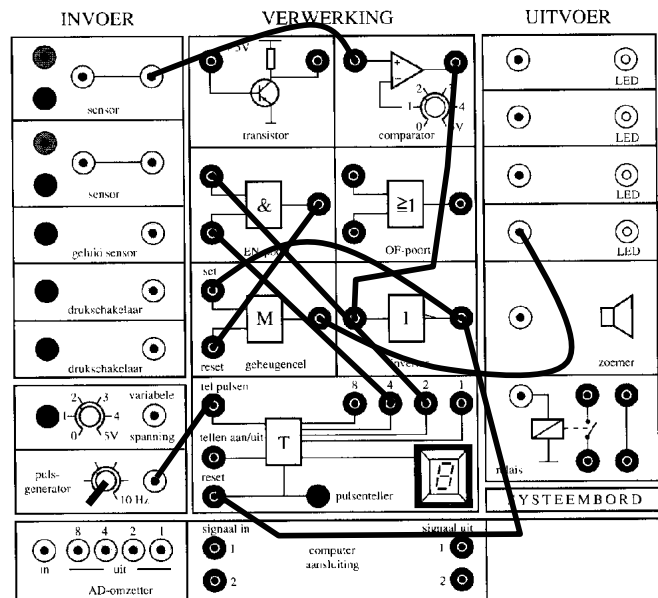 INVOER
VERWERKING
UITVOER
sensor
5V
transistor
+
-
0 1 2 3 4 5V
comparator
LED
LED
sensor
&
EN-poort
≧1
OF-poort
LED
geluid sensor
LED
set
drukschakelaar
M
1
drukschakelaar
reset
geheugencel
invertor
zoemer
0 1 2 3 4 5V
variabele
spanning
tel pulsen
8 4 2 1
tellen aan/uit
T
relais
puls-
generator
10 Hz
reset
pulsenteller
8
SYSTEEMBORD
8 4 2 1
in
uit
AD-omzetter
signaal in
1
2
computer
aansluiting
signaal uit
1
2